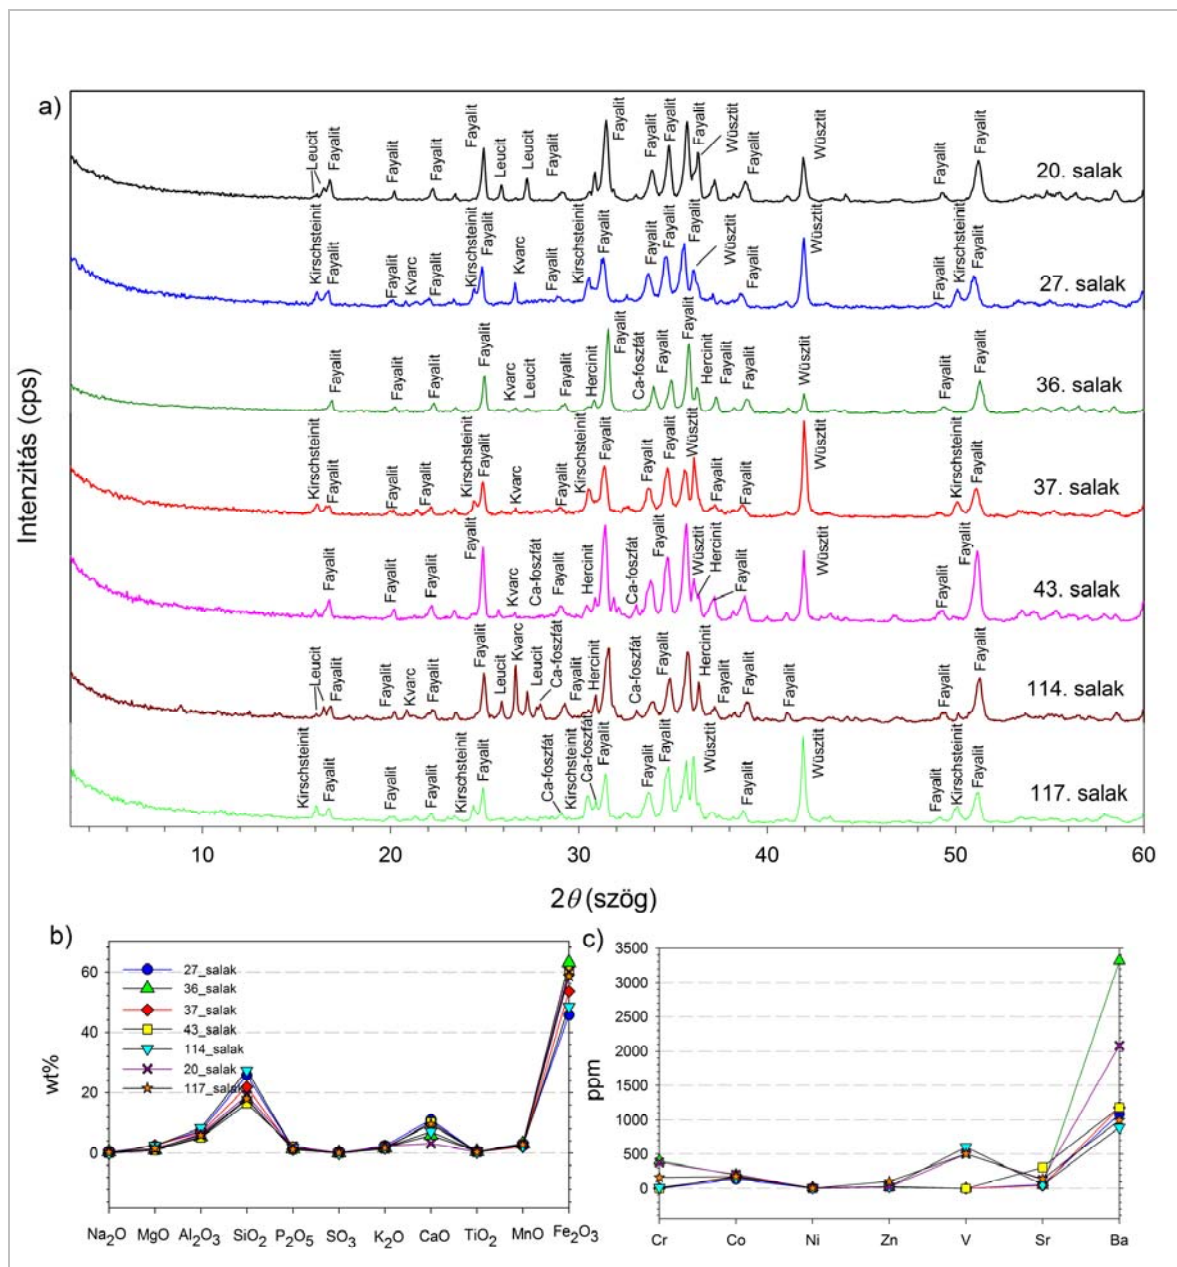 a)
Intenzitás (cps)
Leucit
Fayalit
Fayalit
Fayalit
Fayalit
Leucit
Leucit
Fayalit
Fayalit
Fayalit
Fayalit
Fayalit
Wüsztit
Fayalit
Wüsztit
Fayalit
20. salak
Kirschsteinit
Fayalit
Fayalit
Kvarc
Fayalit
Kirschsteinit
Fayalit
Kvarc
Fayalit
Kirschsteinit
Fayalit
Fayalit
Fayalit
Fayalit
Wüsztit
Fayalit
Wüsztit
Fayalit
Kirschsteinit
Fayalit
27. salak
Fayalit
Fayalit
Fayalit
Fayalit
Kvarc
Leucit
Fayalit
Hercinit
Fayalit
Ca-foszfát
Fayalit
Fayalit
Hercinit
Fayalit
Fayalit
Wüsztit
Fayalit
Fayalit
36. salak
Kirschsteinit
Fayalit
Fayalit
Fayalit
Kirschsteinit
Fayalit
Kvarc
Fayalit
Kirschsteinit
Fayalit
Fayalit
Fayalit
Wüsztit
Fayalit
Fayalit
Wüsztit
Fayalit
Kirschsteinit
Fayalit
37. salak
Fayalit
Fayalit
Fayalit
Fayalit
Kvarc
Ca-foszfát
Fayalit
Hercinit
Ca-foszfát
Fayalit
Wüsztit
Hercinit
Fayalit
Wüsztit
Fayalit
Fayalit
43. salak
Leucit
Fayalit
Fayalit
Kvarc
Fayalit
Fayalit
Leucit
Kvarc
Leucit
Ca-foszfát
Fayalit
Hercinit
Ca-foszfát
Fayalit
Hercinit
Fayalit
Fayalit
Fayalit
Fayalit
Fayalit
114. salak
Kirschsteinit
Fayalit
Fayalit
Fayalit
Kirschsteinit
Fayalit
Ca-foszfát
Kirschsteinit
Ca-foszfát
Fayalit
Fayalit
Fayalit
Wüsztit
Fayalit
Wüsztit
Fayalit
Kirschsteinit
Fayalit
117. salak
10 20 30 40 50 60
2θ (szög)
b)
wt%
60
40
20
0
27_salak
36_salak
37_salak
43_salak
114_salak
20_salak
117_salak
Na2O MgO Al2O3 SiO2 P2O5 SO3 K2O CaO TiO2 MnO Fe2O3
c)
ppm
3500
3000
2500
2000
1500
1000
500
0
Cr Co Ni Zn V Sr Ba